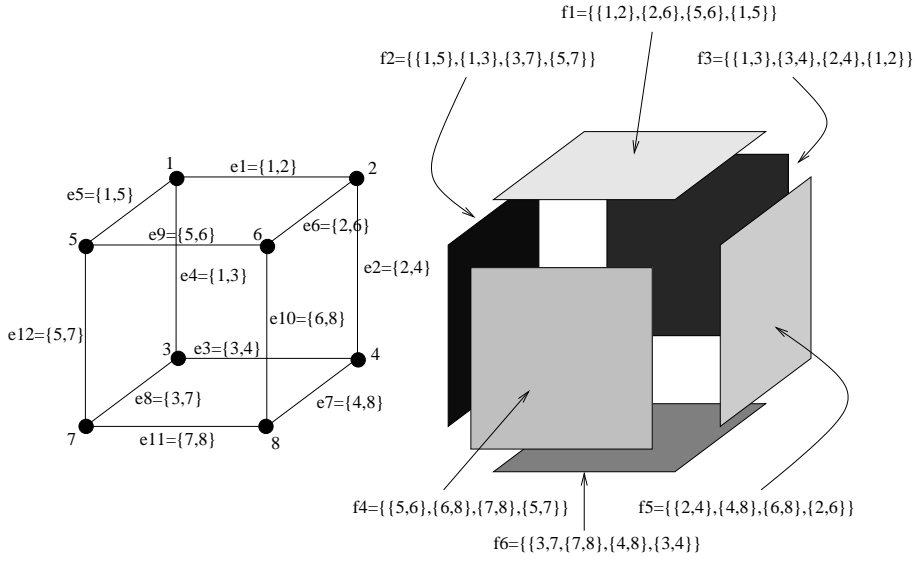 f1={{1,2},{2,6},{5,6},{1,5}}
f2={{1,5},{1,3},{3,7},{5,7}}
f3={{1,3},{3,4},{2,4},{1,2}}
1
e1={1,2}
2
e5={1,5}
e6={2,6}
5
e9={5,6}
6
e4={1,3}
e2={2,4}
e10={6,8}
e12={5,7}
3
e3={3,4}
4
e8={3,7}
e7={4,8}
7
e11={7,8}
8
f4={{5,6},{6,8},{7,8},{5,7}}
f5={{2,4},{4,8},{6,8},{2,6}}
f6={{3,7,{7,8},{4,8},{3,4}}